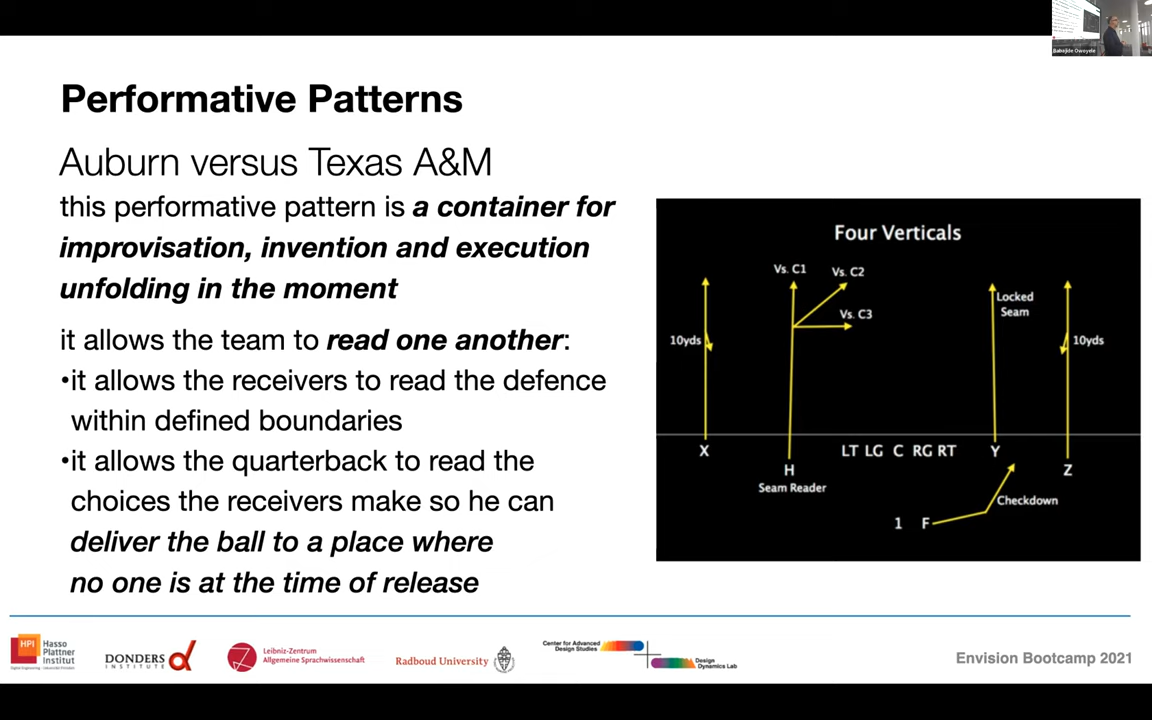 Babajide Owoyele
Performative Patterns
Auburn versus Texas A&M
this performative pattern is a container for
improvisation, invention and execution
unfolding in the moment
it allows the team to read one another:
•it allows the receivers to read the defence
within defined boundaries
•it allows the quarterback to read the
choices the receivers make so he can
deliver the ball to a place where
no one is at the time of release
Four Verticals
Vs. C1
Vs. C2
Vs. C3
Locked
Seam
10yds
10yds
X
H
Seam Reader
LT LG C RG RT
Y
Z
Checkdown
1 F
HPI
Hasso
Plattner
Institut
DONDERS
INSTITUTE
Leibniz-Zentrum
Allgemeine Sprachwissenschaft
Radboud University
Center for Advanced
Design Studies
Design
Dynamics Lab
Envision Bootcamp 2021